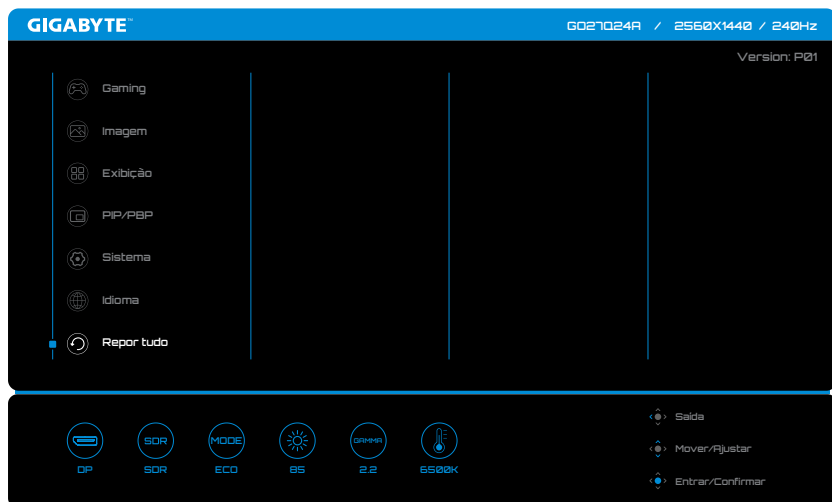 GIGABYTE™
GO27Q24A / 2560X1440 / 240Hz
Version: P01
Gaming
Imagem
Exibição
PIP/PBP
Sistema
Idioma
Repor tudo
SDR
MODE
GAMMA
DP
SDR
ECO
85
2.2
6500K
Saída
Mover/Ajustar
Entrar/Confirmar